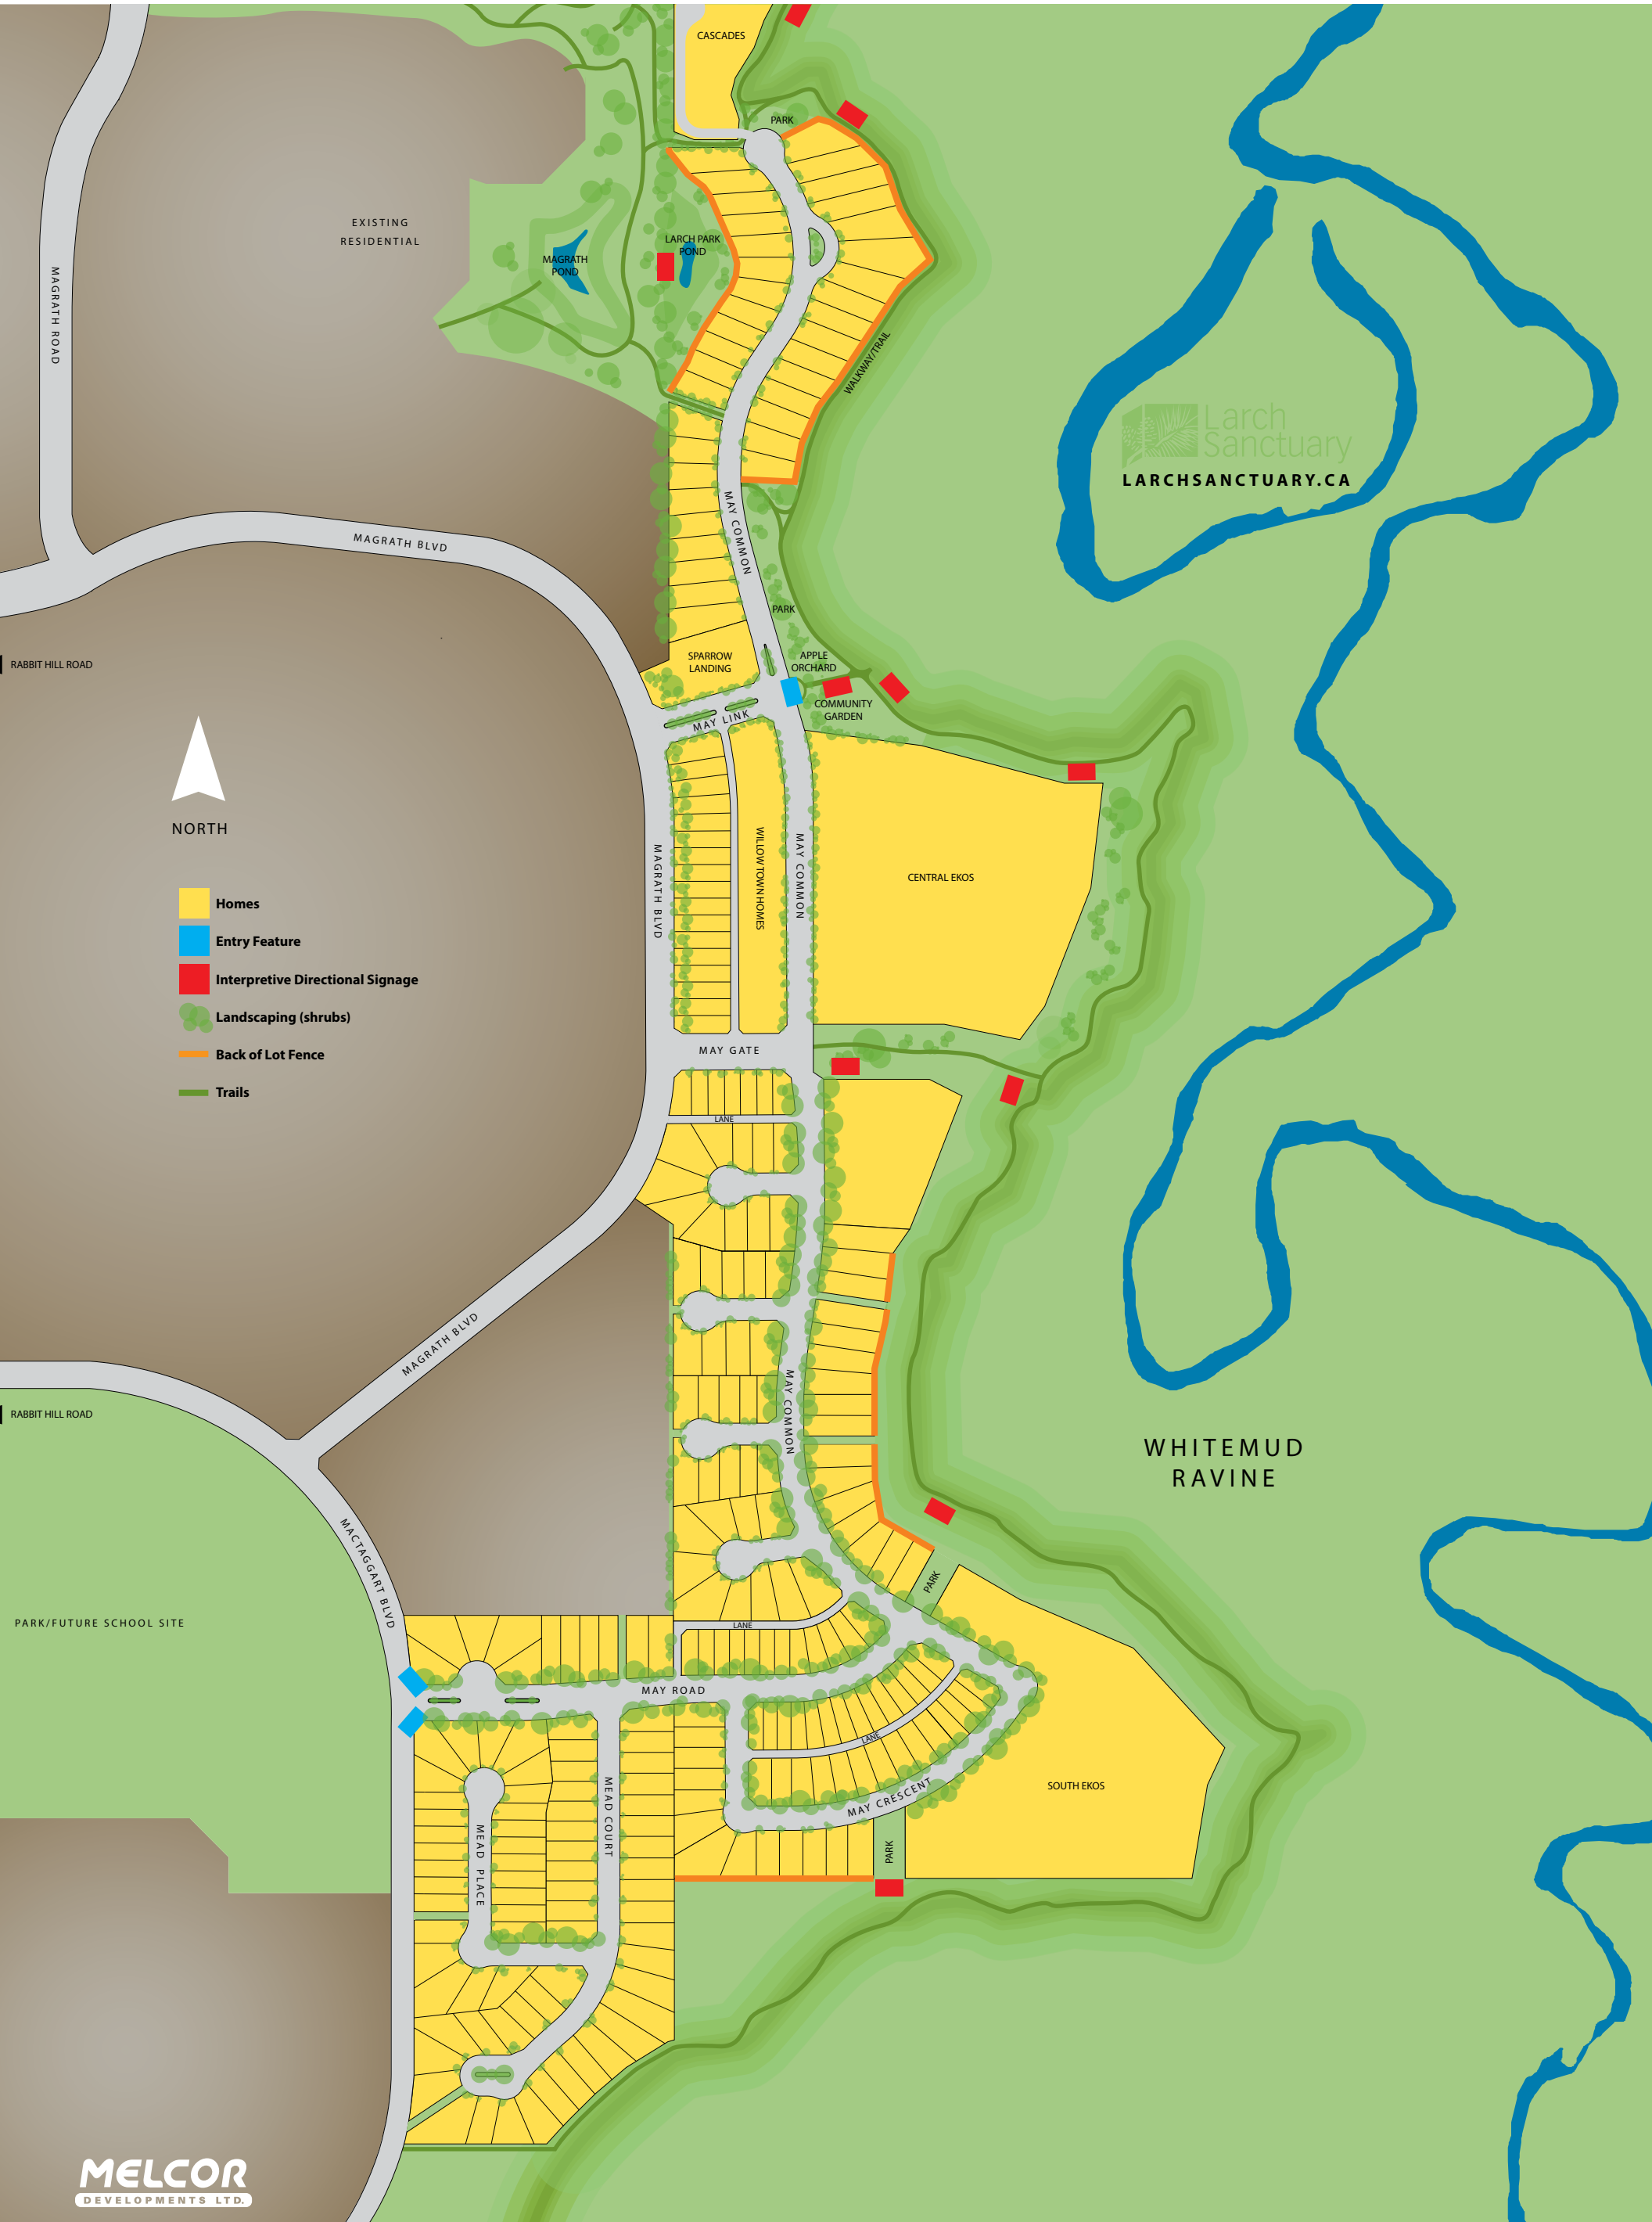 CASCADES
PARK
EXISTING
RESIDENTIAL
MAGRATH ROAD
LARCH PARK
POND
MAGRATH
POND
WALKWAY/TRAIL
Larch
Sanctuary
LARCHSANCTUARY.CA
MAGRATH BLVD
MAY COMMON
PARK
RABBIT HILL ROAD
SPARROW
LANDING
APPLE
ORCHARD
COMMUNITY
GARDEN
MAY LINK
NORTH
MAGRATH BLVD
WILLOW TOWN HOMES
MAY COMMON
CENTRAL EKOS
Homes
Entry Feature
Interpretive Directional Signage
Landscaping (shrubs)
Back of Lot Fence
Trails
MAY GATE
LANE
MAGRATH BLVD
MAY COMMON
RABBIT HILL ROAD
WHITEMUD
RAVINE
MACTAGGART BLVD
PARK
PARK/FUTURE SCHOOL SITE
LANE
MAY ROAD
LANE
MAY CRESCENT
SOUTH EKOS
MEAD COURT
MEAD PLACE
PARK
MELCOR
DEVELOPMENTS LTD.